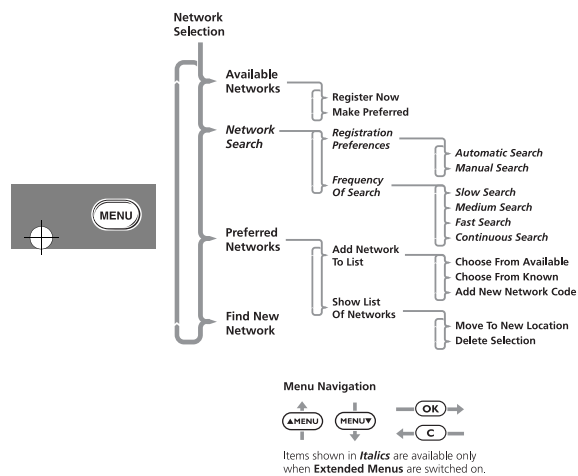 Network
Selection
Available
Networks
Register Now
Make Preferred
Network
Search
Registration
Preferences
Automatic Search
Manual Search
Frequency
Of Search
Slow Search
Medium Search
Fast Search
Continuous Search
MENU
Preferred
Networks
Add Network
To List
Choose From Available
Choose From Known
Add New Network Code
Show List
Of Networks
Move To New Location
Delete Selection
Find New
Network
Menu Navigation
▲MENU MENU▼ OK
C
Items shown in Italics are available only
when Extended Menus are switched on.